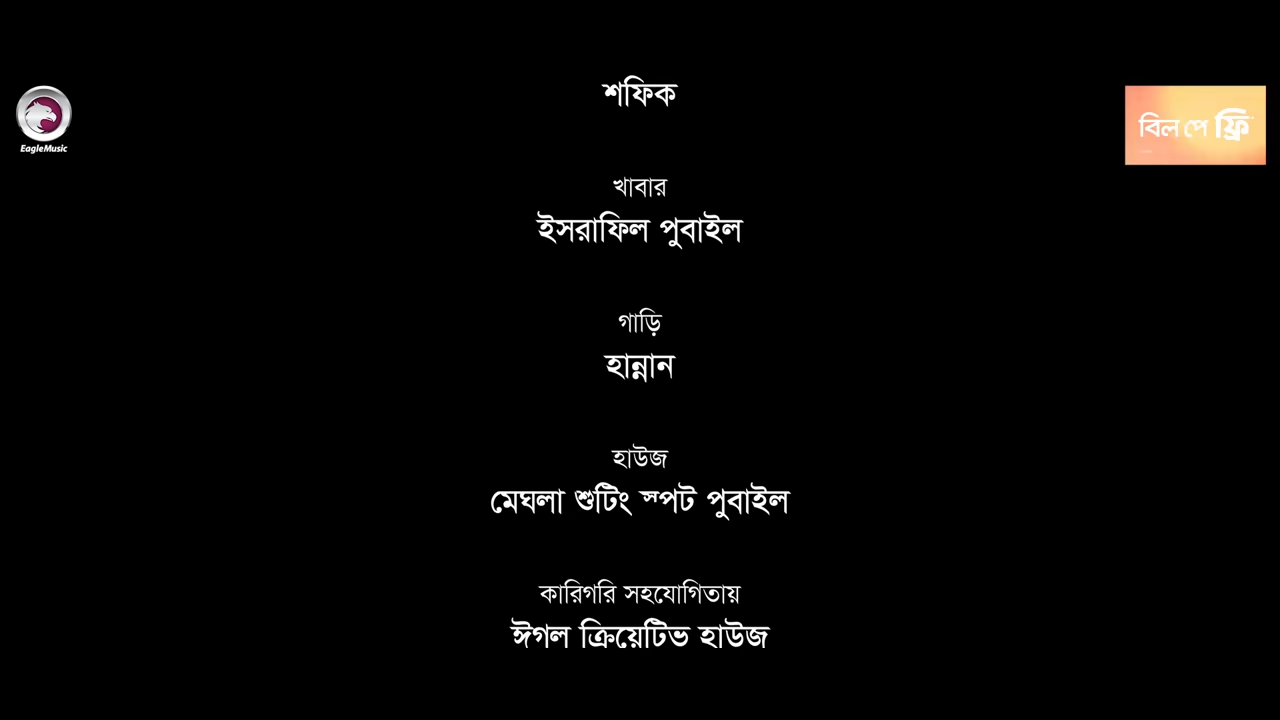 শফিক
EagleMusic
বিল পে ফ্রি
খাবার
ইসরাফিল পুবাইল
গাড়ি
হান্নান
হাউজ
মেঘলা শুটিং স্পট পুবাইল
কারিগরি সহযোগিতায়
ঈগল ক্রিয়েটিভ হাউজ